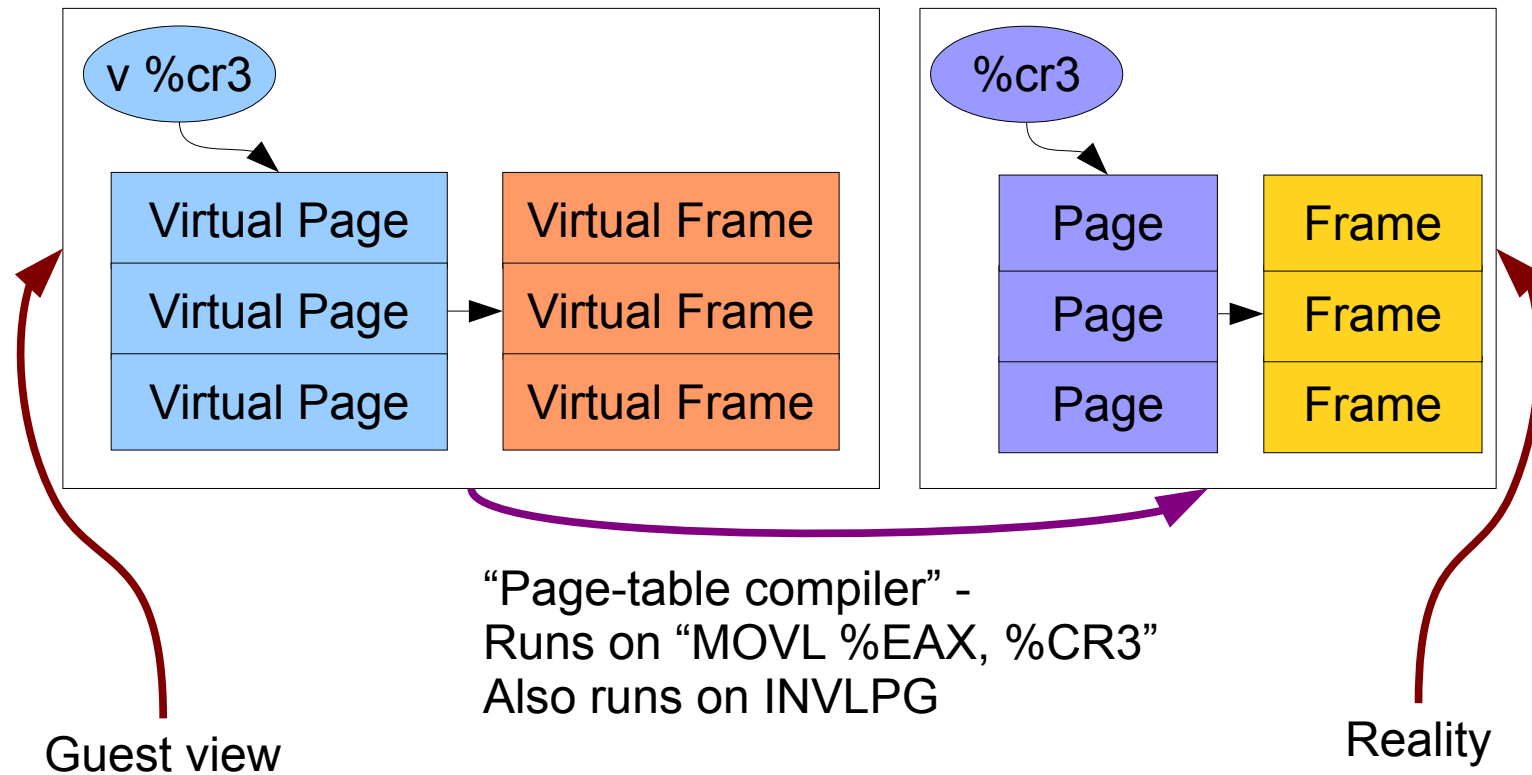 v %cr3
Virtual Page
Virtual Page
Virtual Page
Virtual Frame
Virtual Frame
Virtual Frame
%cr3
Page
Page
Page
Frame
Frame
Frame
“Page-table compiler” -
Runs on “MOVL %EAX, %CR3”
Also runs on INVLPG
Guest view
Reality